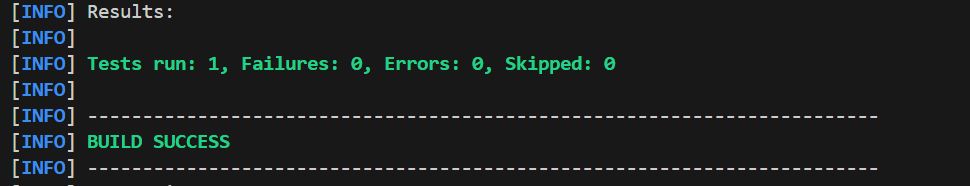 [INFO] Results:
[INFO]
[INFO] Tests run: 1, Failures: 0, Errors: 0, Skipped: 0
[INFO]
[INFO] ------------------------------------------------------------------------
[INFO] BUILD SUCCESS
[INFO] ------------------------------------------------------------------------